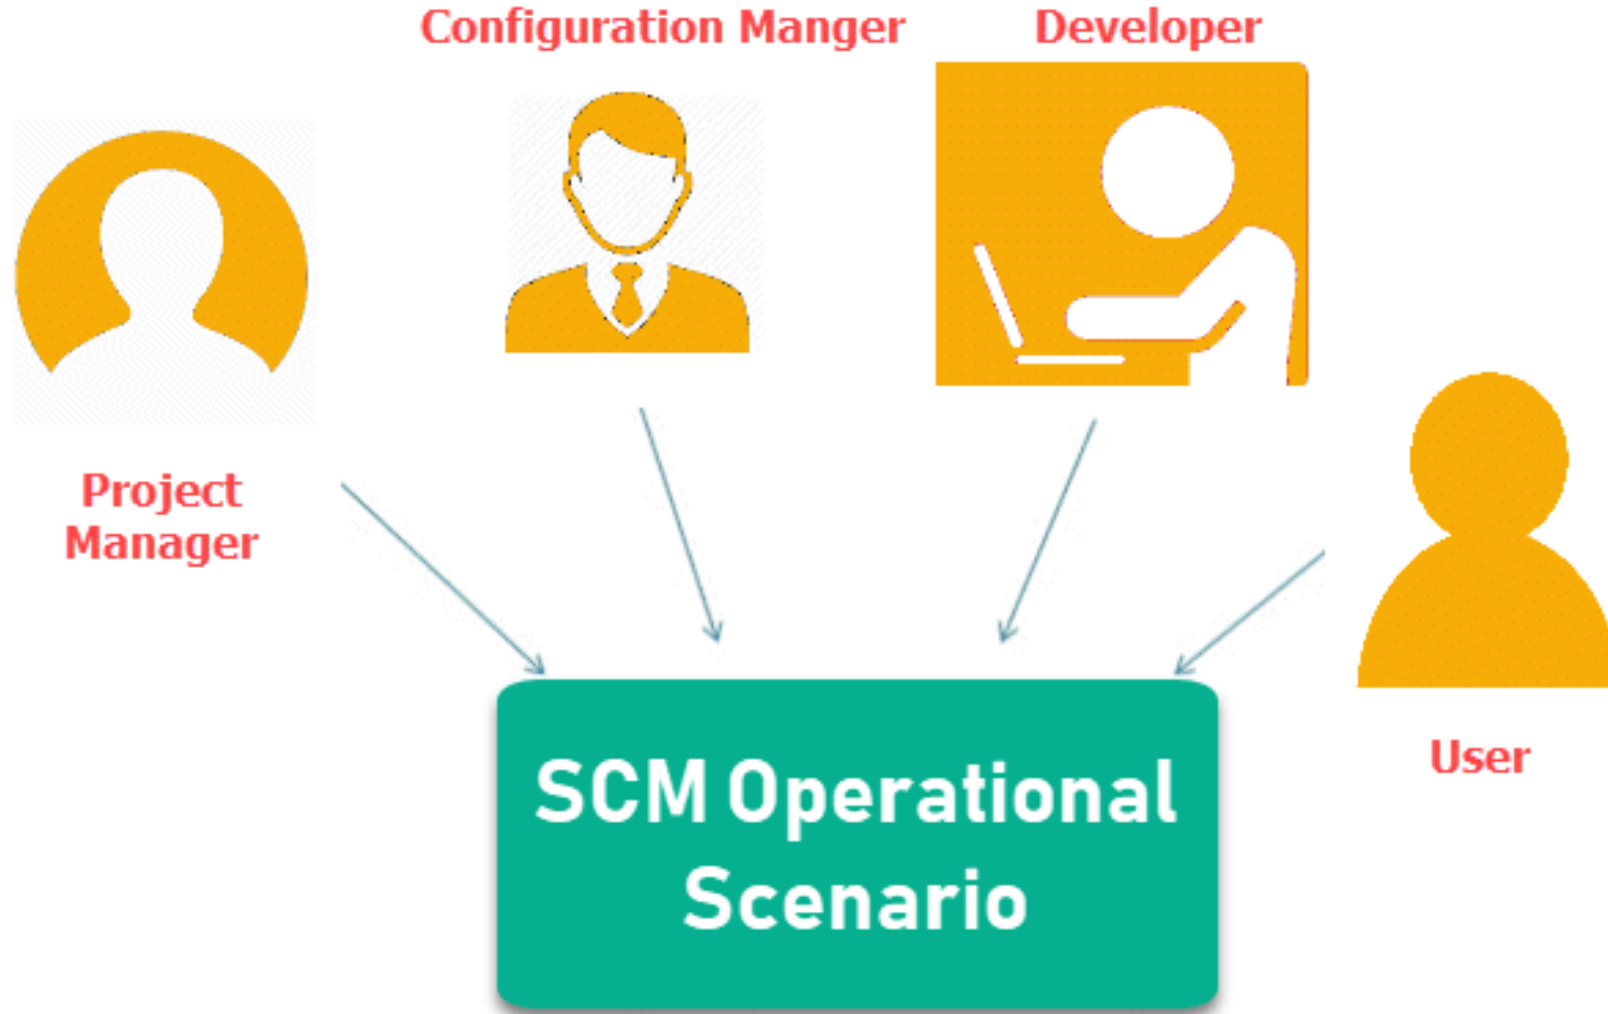 Configuration Manger
Developer
Project
Manager
User
SCM Operational
Scenario